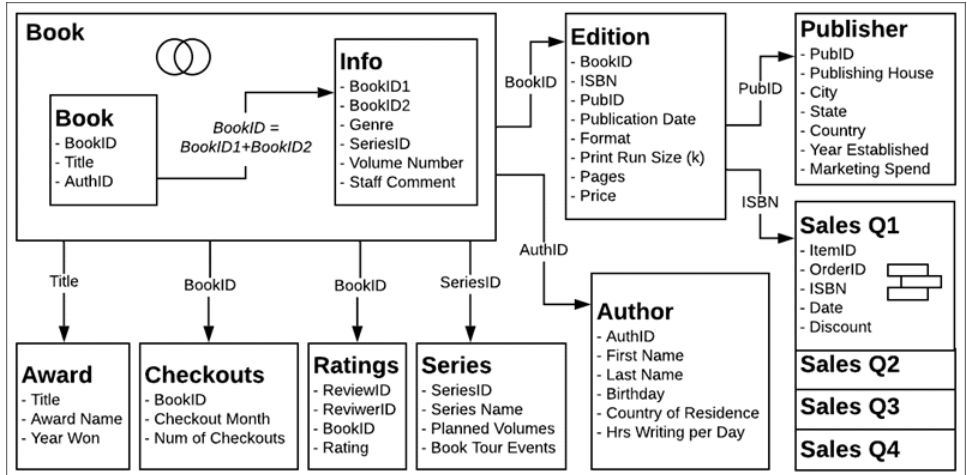 Book
Book
- BookID
- Title
- AuthID
BookID =
BookID1+BookID2
Info
- BookID1
- BookID2
- Genre
- SeriesID
- Volume Number
- Staff Comment
BookID
Edition
- BookID
- ISBN
- PubID
- Publication Date
- Format
- Print Run Size (k)
- Pages
- Price
PubID
Publisher
- PubID
- Publishing House
- City
- State
- Country
- Year Established
- Marketing Spend
ISBN
Sales Q1
- ItemID
- OrderID
- ISBN
- Date
- Discount
Sales Q2
Sales Q3
Sales Q4
AuthID
Author
- AuthID
- First Name
- Last Name
- Birthday
- Country of Residence
- Hrs Writing per Day
Title
Award
- Title
- Award Name
- Year Won
BookID
Checkouts
- BookID
- Checkout Month
- Num of Checkouts
BookID
Ratings
- ReviewID
- ReviwerID
- BookID
- Rating
SeriesID
Series
- SeriesID
- Series Name
- Planned Volumes
- Book Tour Events